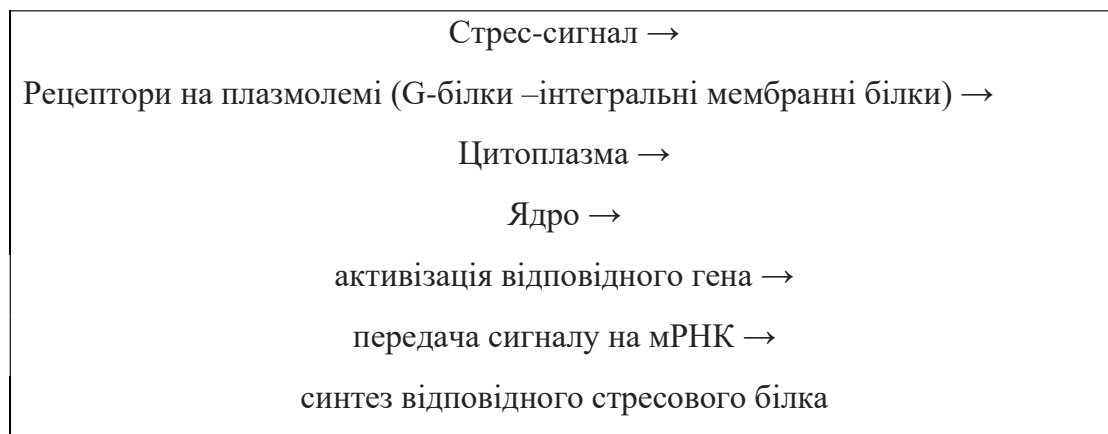 Стрес-сигнал →
Рецептори на плазмолемі (G-білки –інтегральні мембранні білки) →
Цитоплазма →
Ядро →
активізація відповідного гена →
передача сигналу на мРНК →
синтез відповідного стресового білка